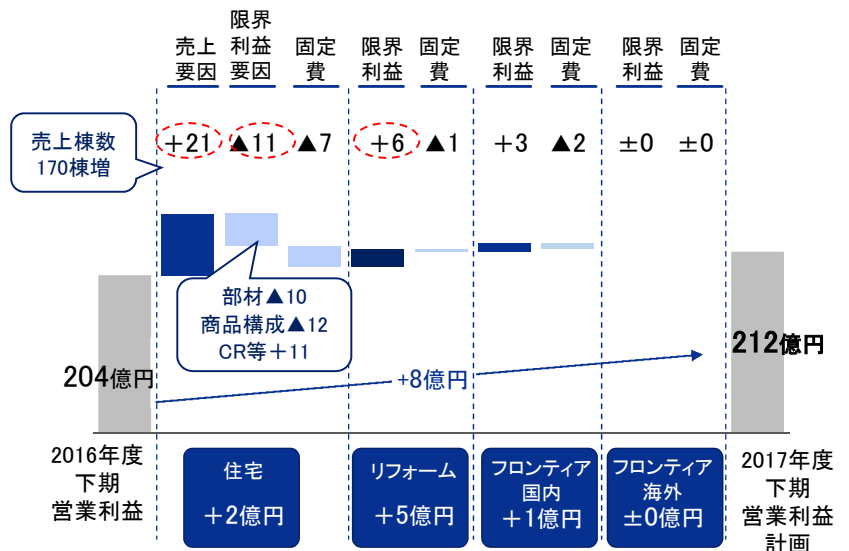 売上
要因
限界
利益
要因
固定
費
限界
利益
固定
費
限界
利益
固定
費
限界
利益
固定
費
売上棟数
170棟増
+21
▲11
▲7
+6
▲1
+3
▲2
±0
±0
部材▲10
商品構成▲12
CR等+11
204億円
+8億円
212億円
2016年度
下期
営業利益
住宅
+2億円
リフォーム
+5億円
フロンティア
国内
+1億円
フロンティア
海外
±0億円
2017年度
下期
営業利益
計画